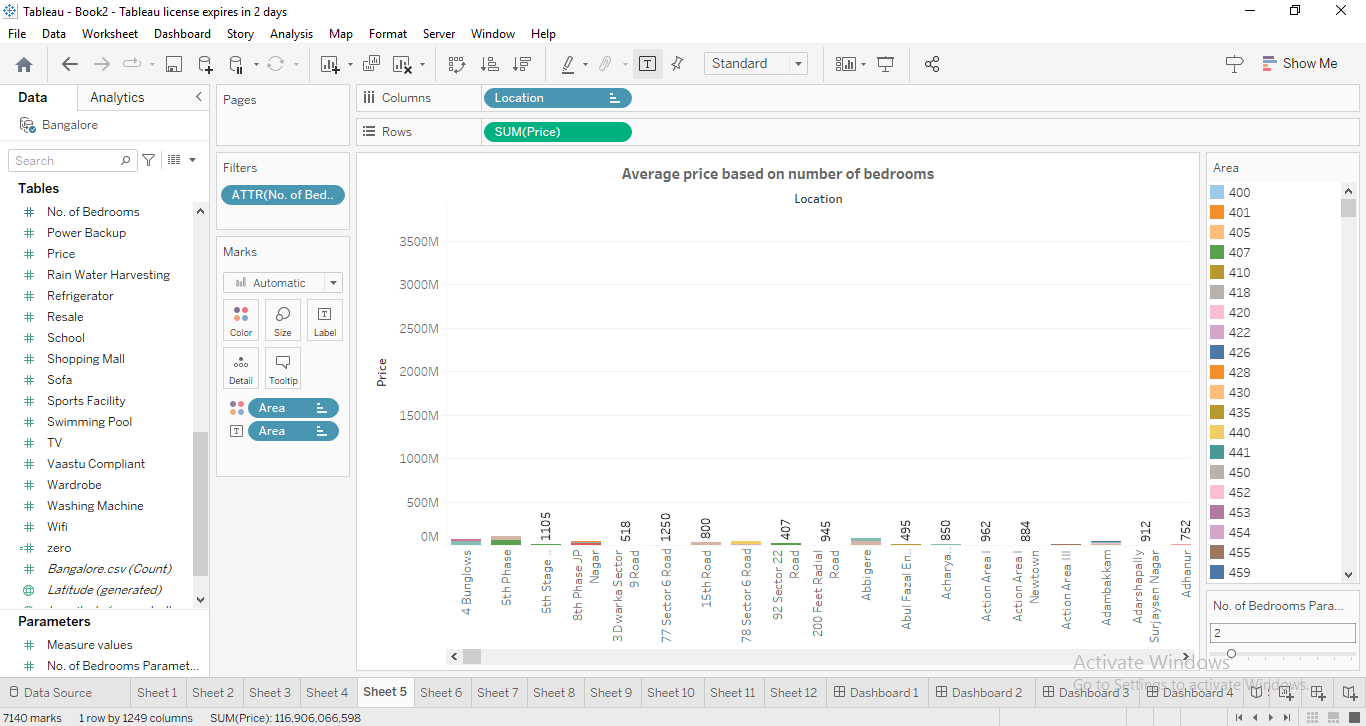 Tableau - Book2 - Tableau license expires in 2 days
File Data Worksheet Dashboard Story Analysis Map Format Server Window Help
Standard
Show Me
Data Analytics
Bangalore
Search
Tables
No. of Bedrooms
Power Backup
Price
Rain Water Harvesting
Refrigerator
Resale
School
Shopping Mall
Sofa
Sports Facility
Swimming Pool
TV
Vaastu Compliant
Wardrobe
Washing Machine
Wifi
zero
Bangalore.csv (Count)
Latitude (generated)
Parameters
Measure values
No. of Bedrooms Paramet...
Pages
Filters
ATTR(No. of Bed..
Marks
Automatic
Color Size Label
Detail Tooltip
Area
Area
Columns Location
Rows SUM(Price)
Average price based on number of bedrooms
Location
Price
3500M
3000M
2500M
2000M
1500M
1000M
500M
0M
1105 518 1250 800 407 945 495 850 962 884 912 752
4 Bunglows
5th Phase
5th Stage ..
8th Phase JP
Nagar
3 Dwarka Sector
9 Road
77 Sector 6 Road
15th Road
78 Sector 6 Road
92 Sector 22
Road
200 Feet Radial
Road
Abbigere
Abul Fazal En..
Acharya..
Action Area I
Action Area I
Newtown
Action Area III
Adambakkam
Adarshapally
Surjaysen Nagar
Adhanur
Area
400
401
405
407
410
418
420
422
426
428
430
435
440
441
450
452
453
454
455
459
No. of Bedrooms Para...
2
Activate Windows
Go to Settings to activate Windows.
Data Source Sheet 1 Sheet 2 Sheet 3 Sheet 4 Sheet 5 Sheet 6 Sheet 7 Sheet 8 Sheet 9 Sheet 10 Sheet 11 Sheet 12 Dashboard 1 Dashboard 2 Dashboard 3 Dashboard 4
7140 marks 1 row by 1249 columns SUM(Price): 116,906,066,598